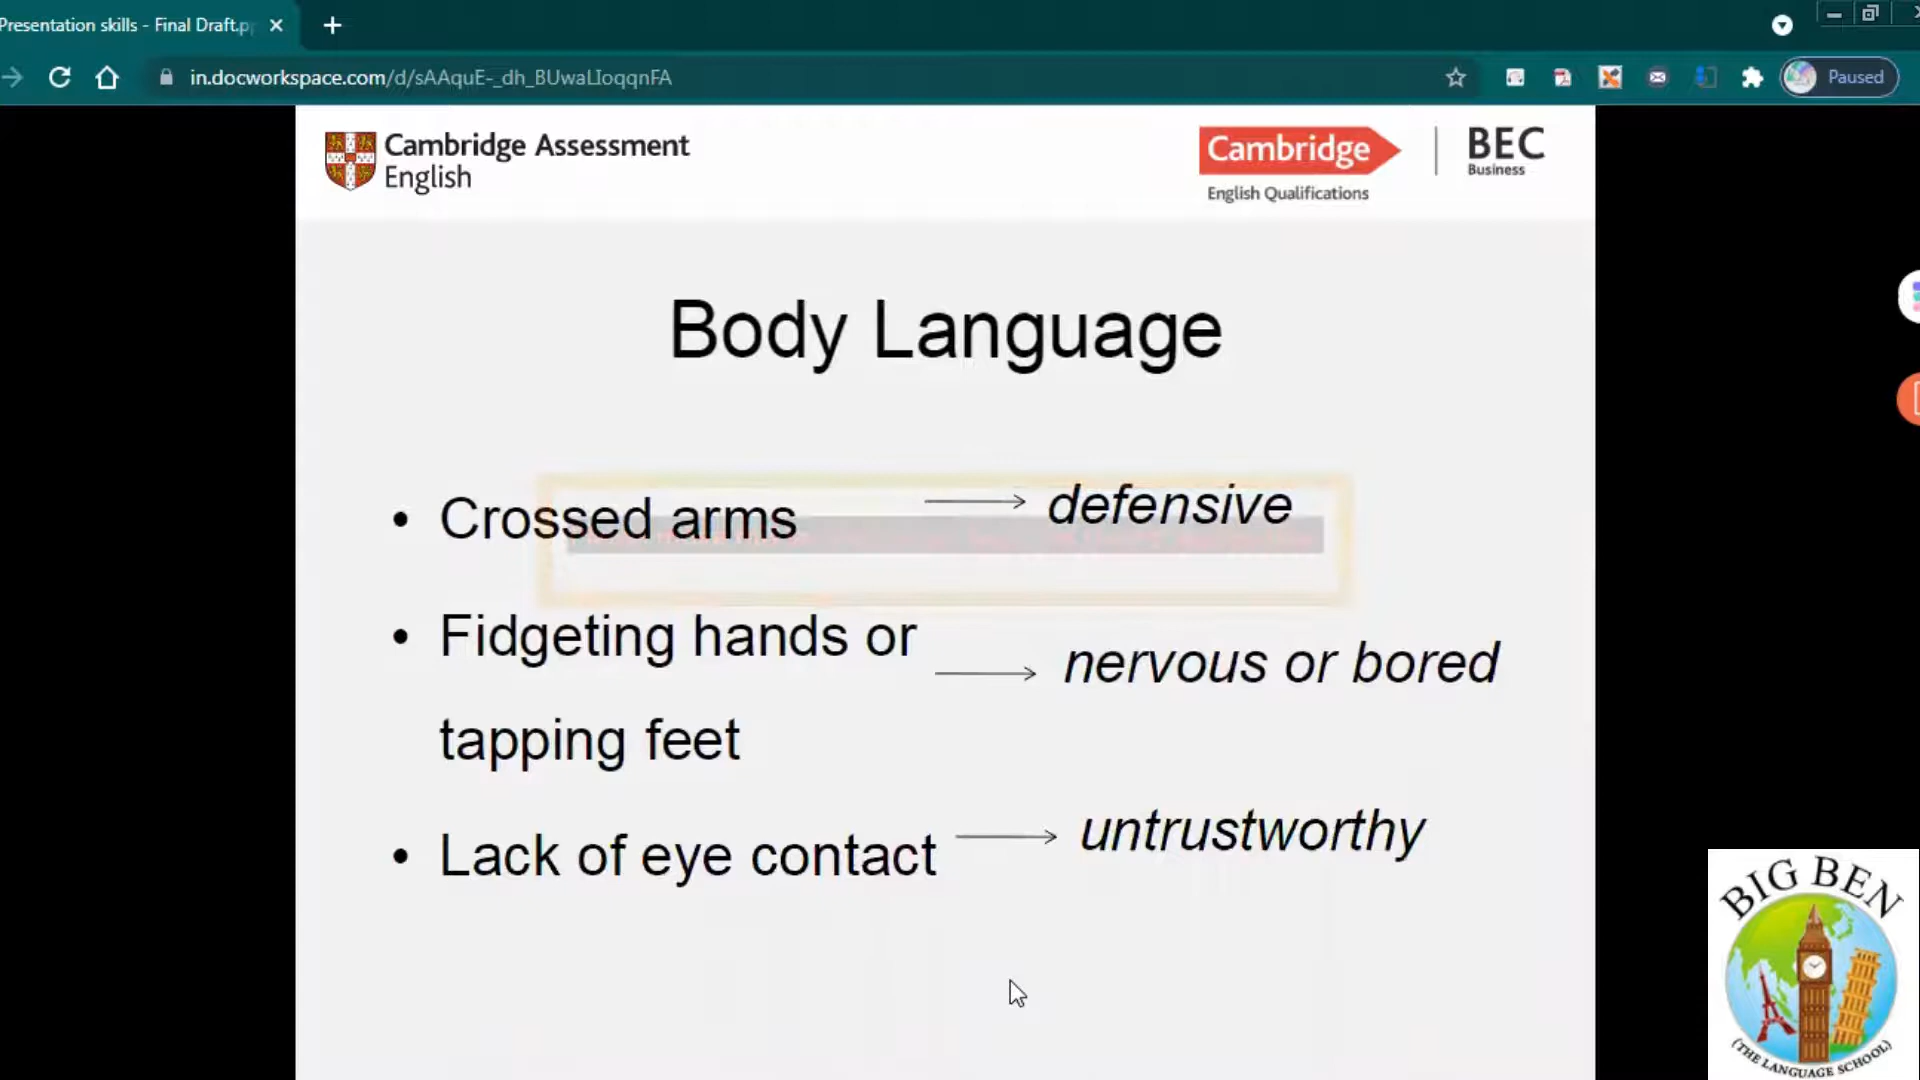 Presentation skills - Final Draft.p
in.docworkspace.com/d/sAAquE-_dh_BUwaLIoqqnFA
Paused
Cambridge Assessment
English
Cambridge
English Qualifications
BEC
Business
Body Language
• Crossed arms → defensive
• Fidgeting hands or
→ nervous or bored
tapping feet
• Lack of eye contact → untrustworthy
BIG BEN
(THE LANGUAGE SCHOOL)